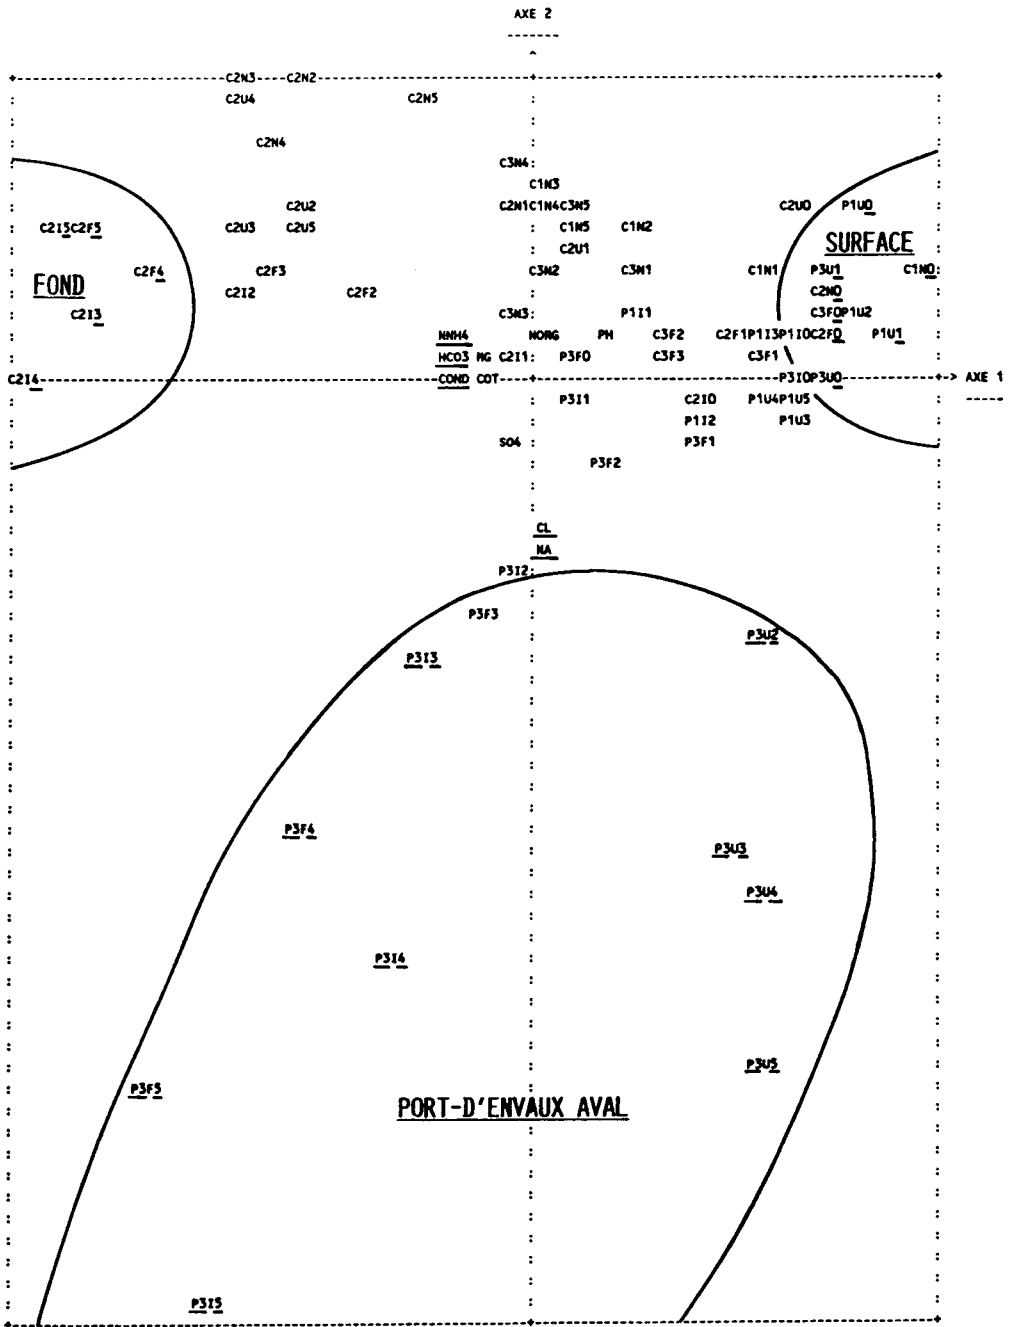 AXE 2
C2N3 C2N2
C2U4 C2N5
C2N4
C3N4
C1N3
C2U2 C2N1C1N4C3N5 C2U0 P1U0
C2I5C2F5 C2U3 C2U5 C1N5 C1N2
SURFACE
C2U1
C2F4 C2F3 C3N2 C3N1 C1N1 P3U1 C1N0
FOND
C2I2 C2F2 C2N0
C2I3 C3N3 P1I1 C3F0P1U2
NNH4 NORG PH C3F2 C2F1P1I3P1I0C2F0 P1U1
HCO3 MG C2I1 P3F0 C3F3 C3F1
C2I4 COND COT P3I0P3U0 > AXE 1
P3I1 C2I0 P1U4P1U5
P1I2 P1U3
SO4 P3F1
P3F2
CL
NA
P3I2
P3F3
P3U2
P3I3
P3F4
P3U3
P3U4
P3I4
P3U5
P3F5
PORT-D'ENVAUX AVAL
P3I5